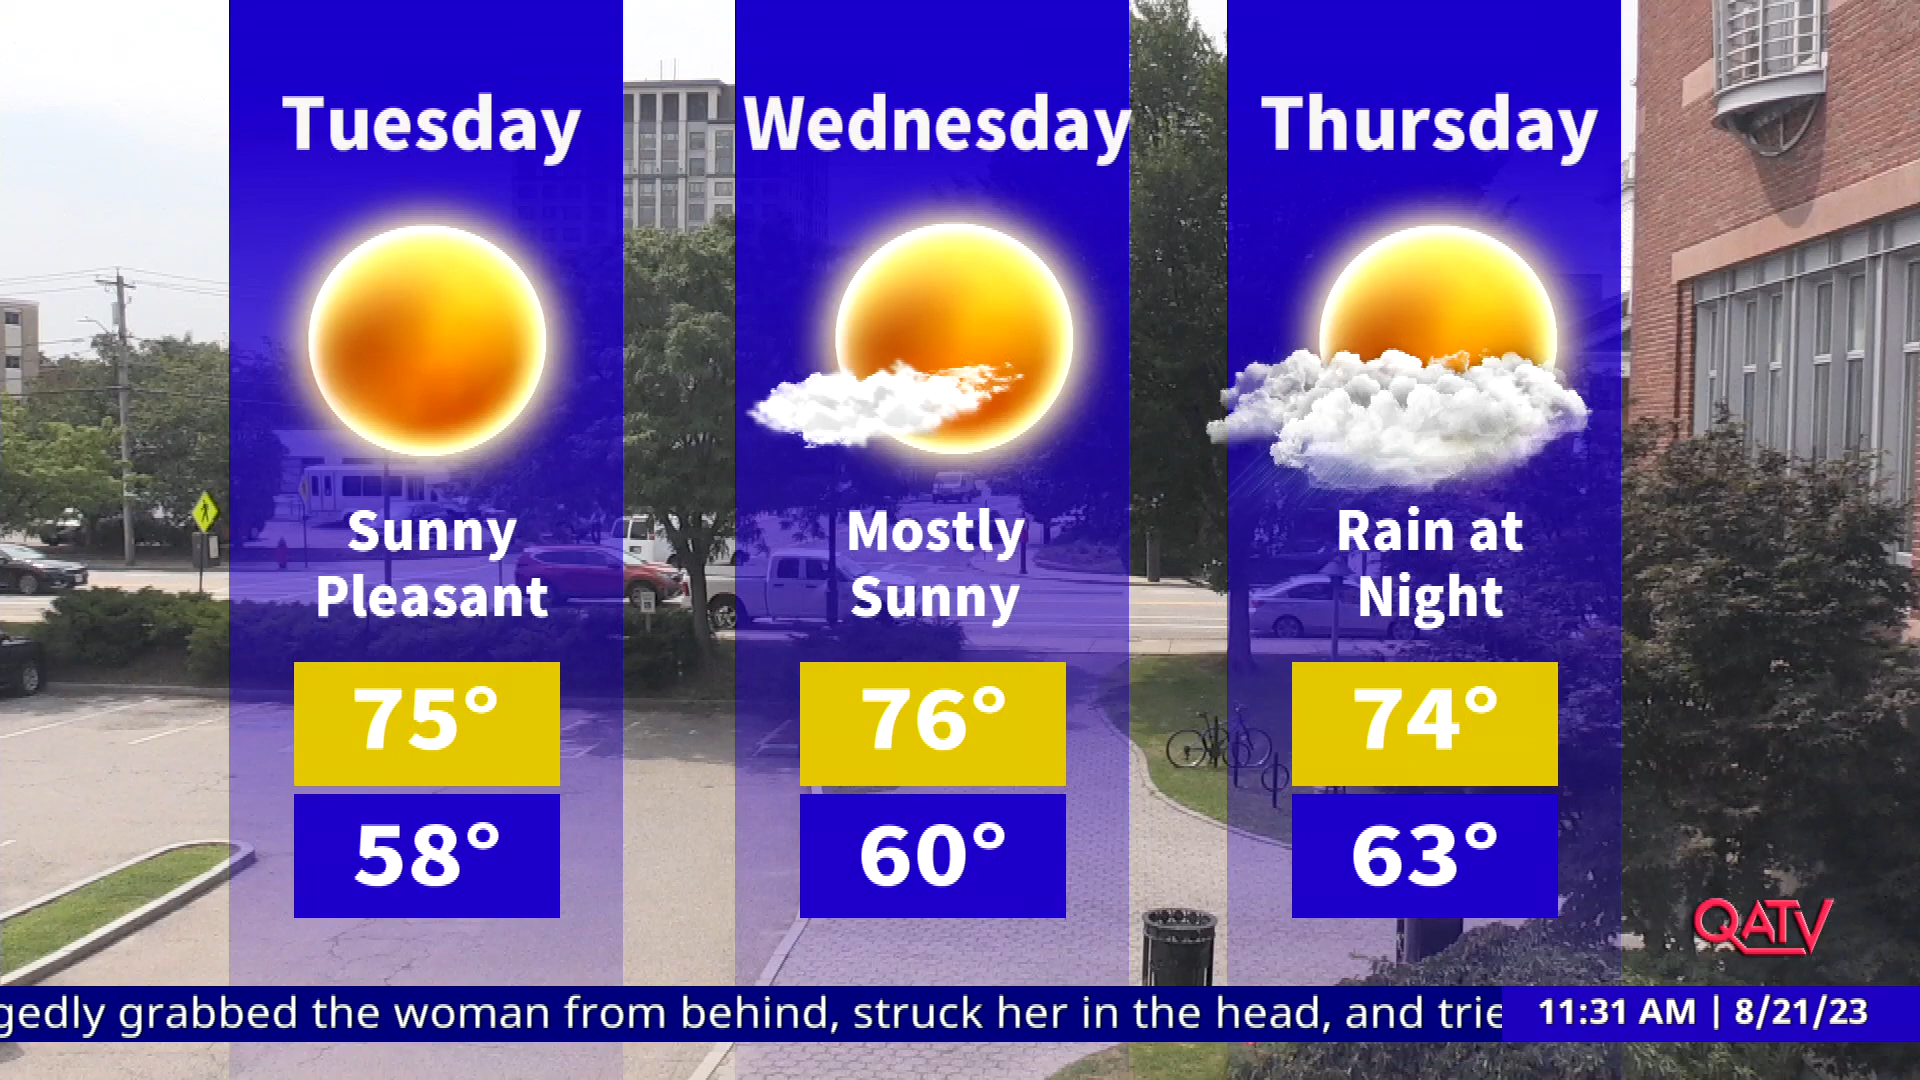 Tuesday
Wednesday
Thursday
Sunny
Pleasant
Mostly
Sunny
Rain at
Night
75°
76°
74°
58°
60°
63°
QATV
gedly grabbed the woman from behind, struck her in the head, and trie
11:31 AM | 8/21/23